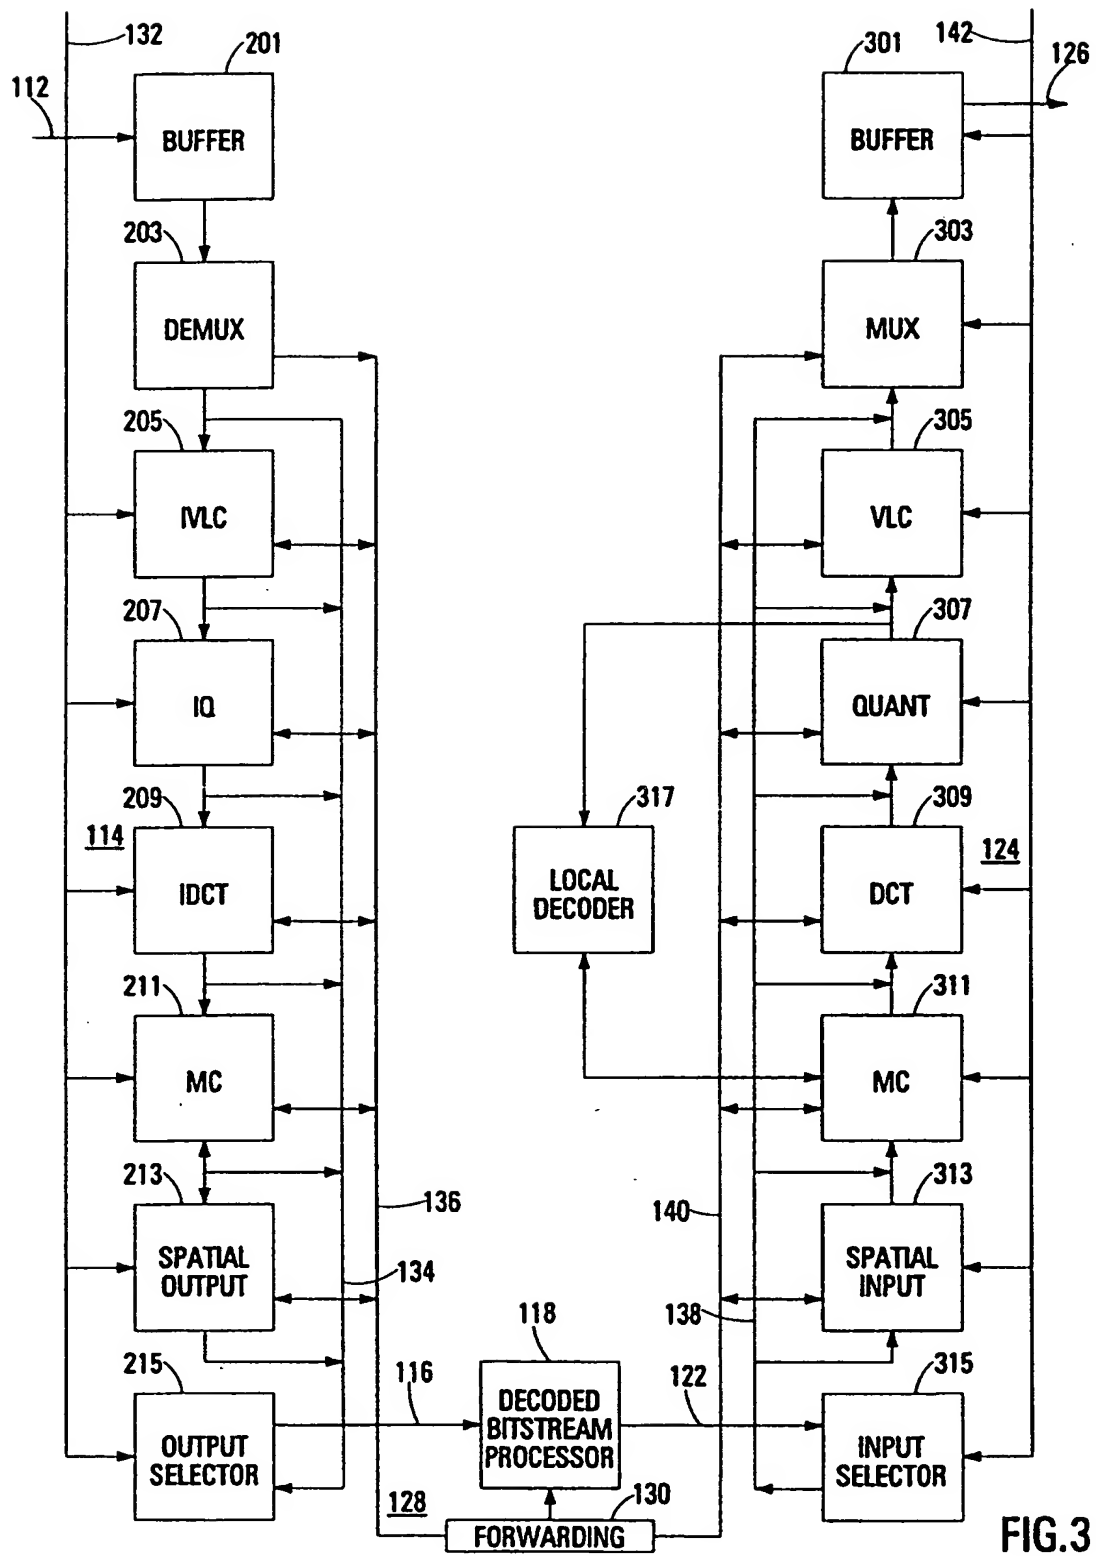 132
201
301
142
126
112
BUFFER
BUFFER
203
303
DEMUX
MUX
205
305
IVLC
VLC
207
307
IQ
QUANT
209
317
309
114
124
IDCT
LOCAL
DECODER
DCT
211
311
MC
MC
213
136
140
313
SPATIAL
OUTPUT
134
SPATIAL
INPUT
138
118
215
116
122
315
DECODED
BITSTREAM
PROCESSOR
OUTPUT
SELECTOR
INPUT
SELECTOR
128
130
FORWARDING
FIG.3